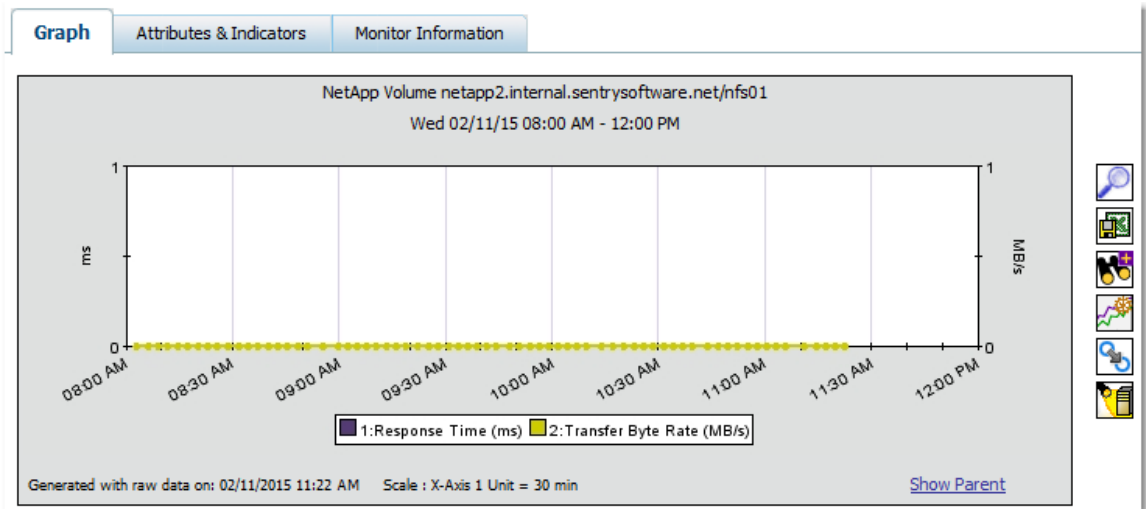 Graph Attributes & Indicators Monitor Information
NetApp Volume netapp2.internal.sentrysoftware.net/nfs01
Wed 02/11/15 08:00 AM - 12:00 PM
1 1
ms MB/s
0 0
08:00 AM 08:30 AM 09:00 AM 09:30 AM 10:00 AM 10:30 AM 11:00 AM 11:30 AM 12:00 PM
1:Response Time (ms) 2:Transfer Byte Rate (MB/s)
Generated with raw data on: 02/11/2015 11:22 AM Scale : X-Axis 1 Unit = 30 min Show Parent